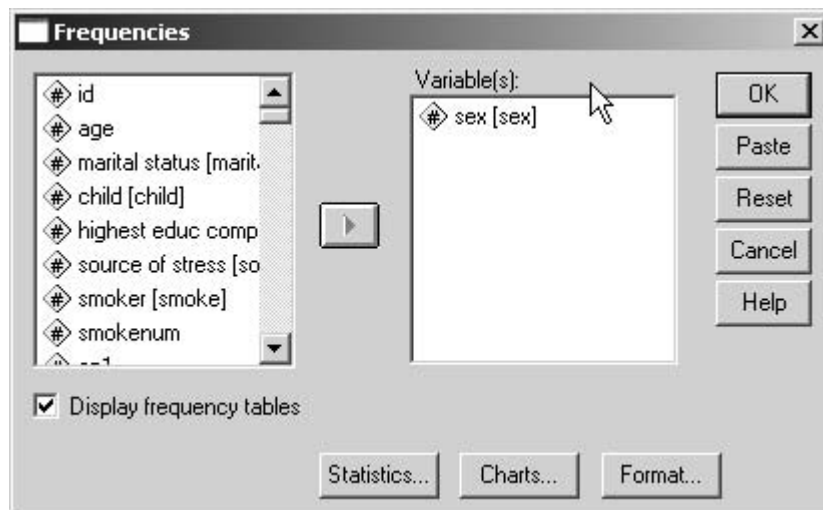 Frequencies
id
age
marital status [marit
child [child]
highest educ comp
source of stress [so
smoker [smoke]
smokenum
Variable(s):
sex [sex]
OK
Paste
Reset
Cancel
Help
Display frequency tables
Statistics...
Charts...
Format...